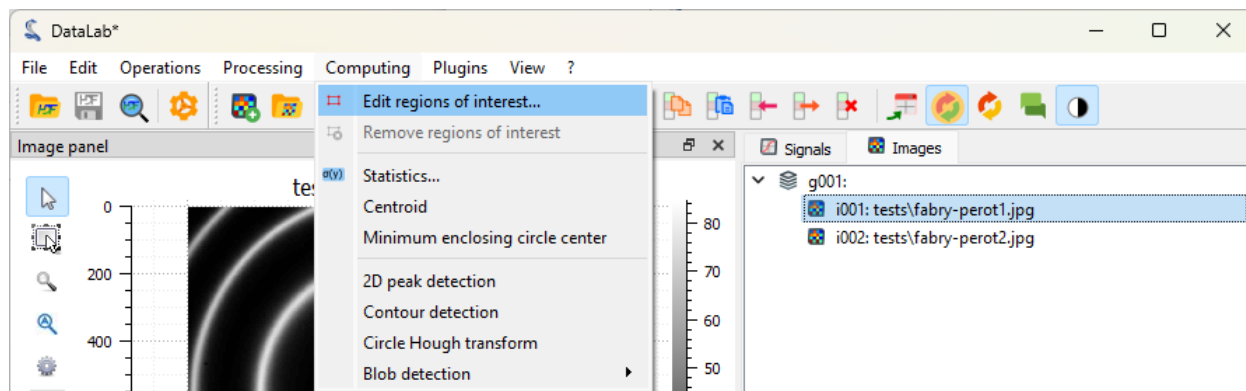 DataLab*
File Edit Operations Processing Computing Plugins View ?
Edit regions of interest...
Remove regions of interest
Statistics...
Centroid
Minimum enclosing circle center
2D peak detection
Contour detection
Circle Hough transform
Blob detection
Image panel
tes
0
200
400
80
70
60
50
Signals Images
g001:
i001: tests\fabry-perot1.jpg
i002: tests\fabry-perot2.jpg